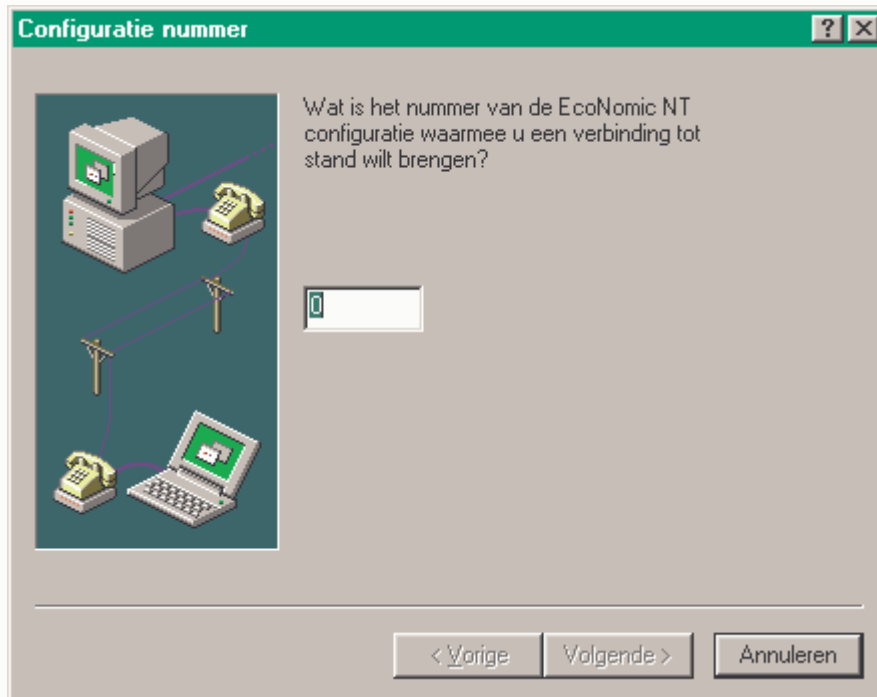 Configuratie nummer
Wat is het nummer van de EcoNomic NT
configuratie waarmee u een verbinding tot
stand wilt brengen?
0
< Vorige
Volgende >
Annuleren